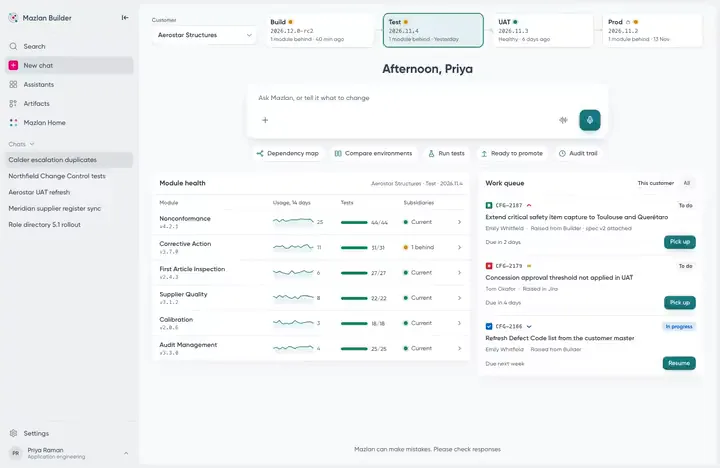 Mazlan Builder
Search
New chat
Assistants
Artifacts
Mazlan Home
Chats
Calder escalation duplicates
Northfield Change Control tests
Aerostar UAT refresh
Meridian supplier register sync
Role directory 5.1 rollout
Settings
PR
Priya Raman
Application engineering
Customer
Aerostar Structures
Build
2026.12.0-rc2
1 module behind · 40 min ago
Test
2026.11.4
1 module behind · Yesterday
UAT
2026.11.3
Healthy · 6 days ago
Prod
2026.11.2
1 module behind · 13 Nov
Afternoon, Priya
Ask Mazlan, or tell it what to change
Dependency map
Compare environments
Run tests
Ready to promote
Audit trail
Module health
Aerostar Structures · Test · 2026.11.4
Module
Usage, 14 days
Tests
Subsidiaries
Nonconformance
v4.2.1
25
44/44
Current
Corrective Action
v3.7.0
11
31/31
1 behind
First Article Inspection
v2.4.3
6
27/27
Current
Supplier Quality
v3.1.2
8
22/22
Current
Calibration
v2.0.6
3
18/18
Current
Audit Management
v3.3.0
4
25/25
Current
Work queue
This customer
All
CFG-2187
To do
Extend critical safety item capture to Toulouse and Querétaro
Emily Whitfield · Raised from Builder · spec v2 attached
Due in 2 days
Pick up
CFG-2179
To do
Concession approval threshold not applied in UAT
Tom Okafor · Raised in Jira
Due in 4 days
Pick up
CFG-2166
In progress
Refresh Defect Code list from the customer master
Emily Whitfield · Raised from Builder
Due next week
Resume
Mazlan can make mistakes. Please check responses